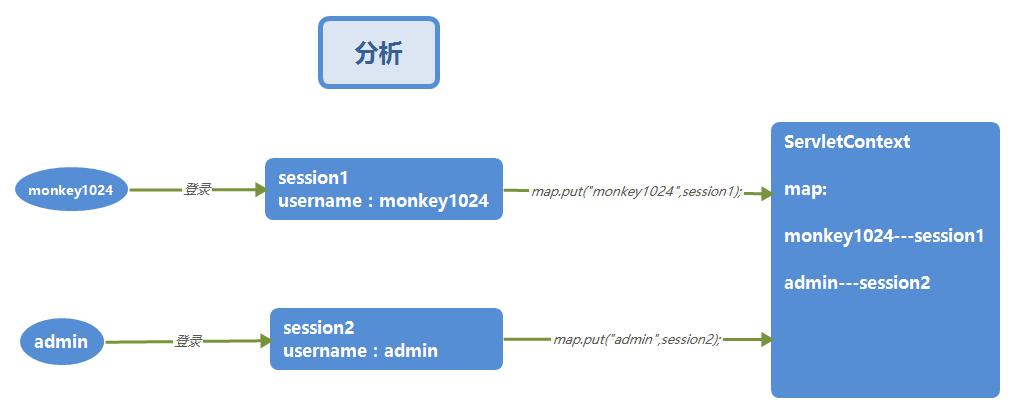 分析
monkey1024
登录
session1
username：monkey1024
map.put("monkey1024",session1);
ServletContext
map:
monkey1024---session1
admin---session2
admin
登录
session2
username：admin
map.put("admin",session2);